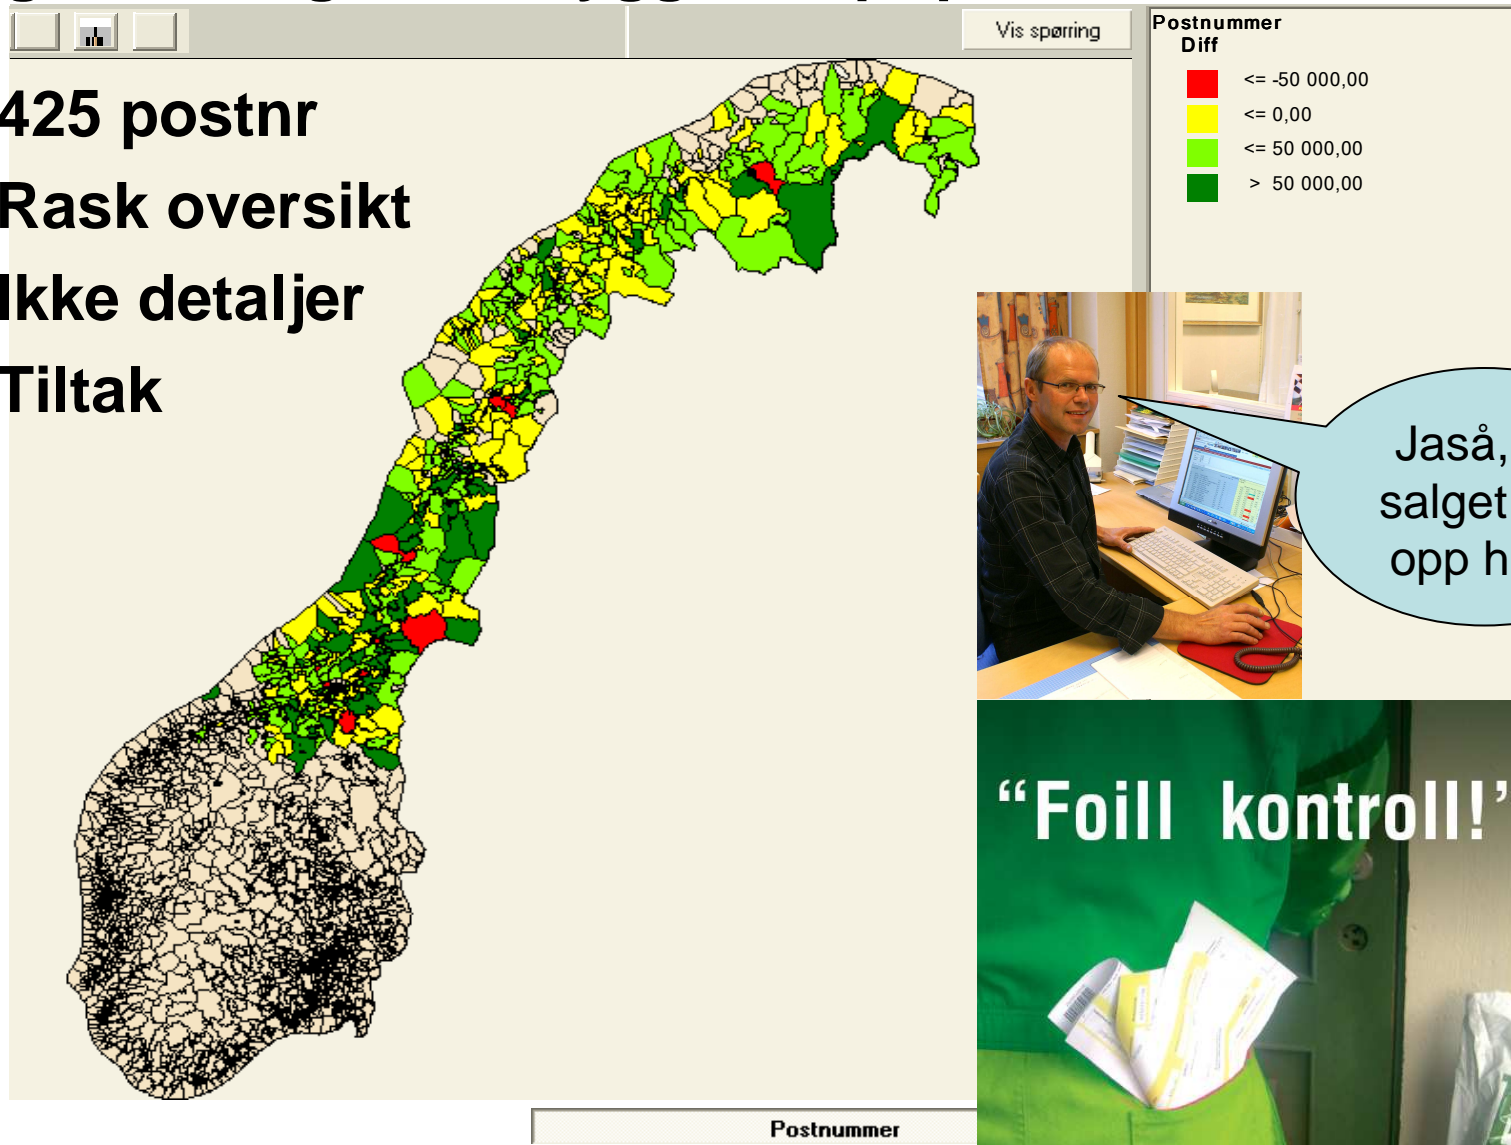 Vis spørring
425 postnr
Rask oversikt
Ikke detaljer
Tiltak
Postnummer
Diff
<= -50 000,00
<= 0,00
<= 50 000,00
> 50 000,00
Jaså,
salget
opp h
“Foill kontroll!”
Postnummer